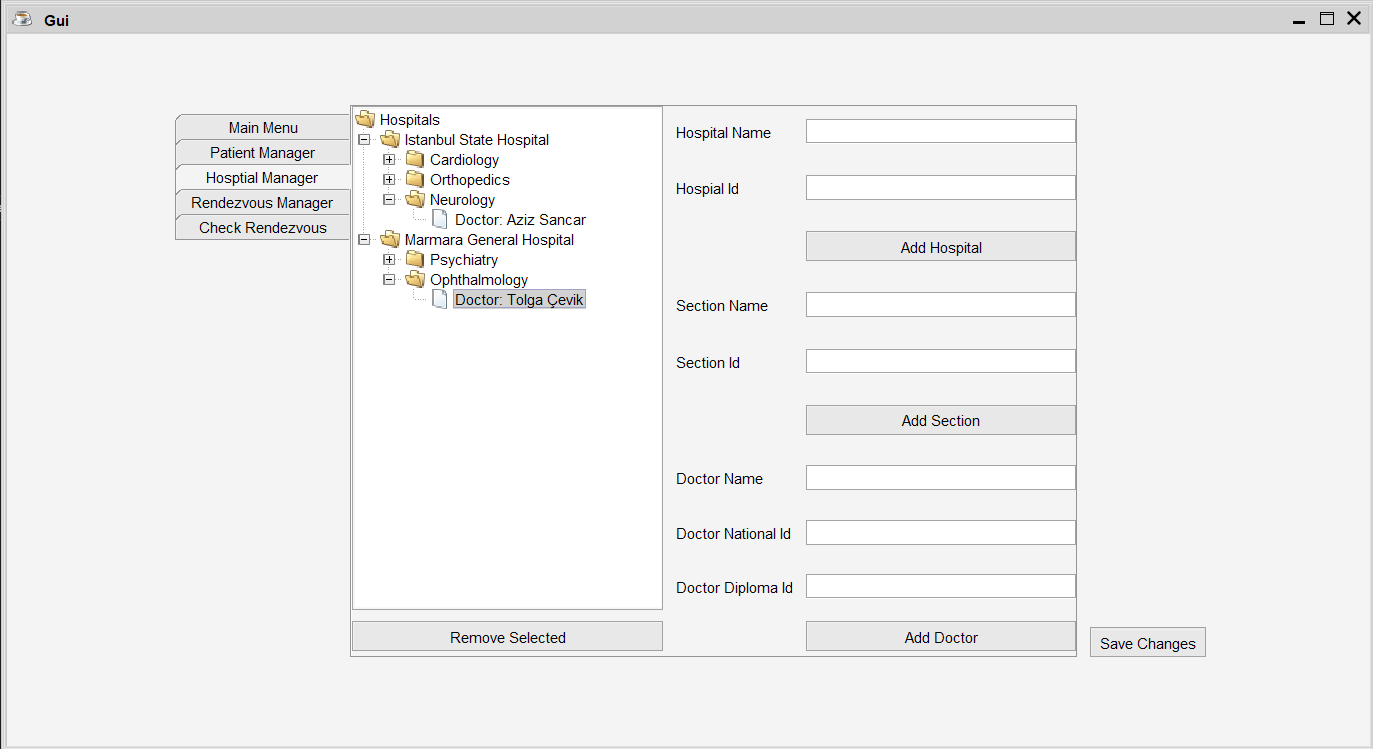 Gui
Main Menu
Patient Manager
Hosptial Manager
Rendezvous Manager
Check Rendezvous
Hospitals
Istanbul State Hospital
Cardiology
Orthopedics
Neurology
Doctor: Aziz Sancar
Marmara General Hospital
Psychiatry
Ophthalmology
Doctor: Tolga Çevik
Remove Selected
Hospital Name
Hospial Id
Add Hospital
Section Name
Section Id
Add Section
Doctor Name
Doctor National Id
Doctor Diploma Id
Add Doctor
Save Changes